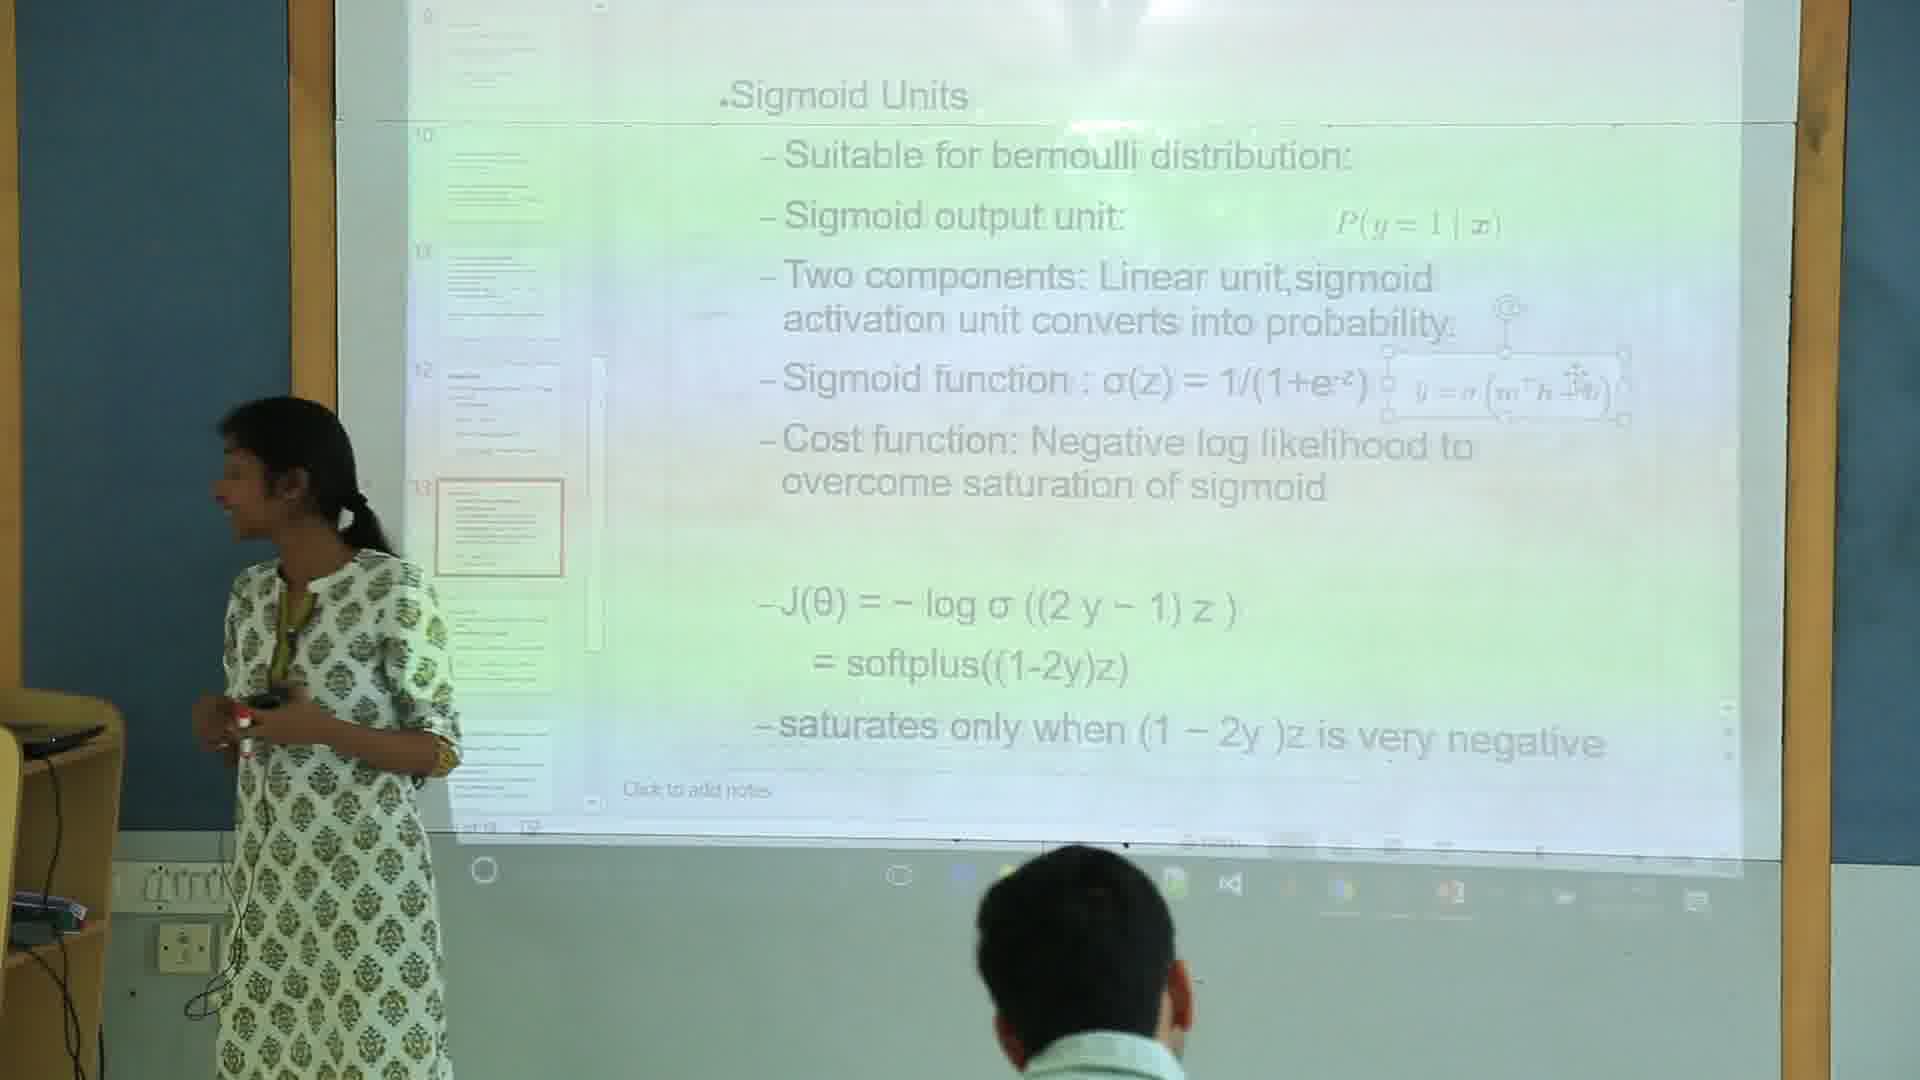 9
10
11
12
13
•Sigmoid Units
– Suitable for bernoulli distribution:
– Sigmoid output unit: P(y = 1 | x)
– Two components: Linear unit,sigmoid
activation unit converts into probability.
– Sigmoid function : σ(z) = 1/(1+e-z) ŷ = σ (w⊤h + b)
– Cost function: Negative log likelihood to
overcome saturation of sigmoid
– J(θ) = − log σ ((2 y − 1) z )
= softplus((1-2y)z)
– saturates only when (1 − 2y )z is very negative
Click to add notes